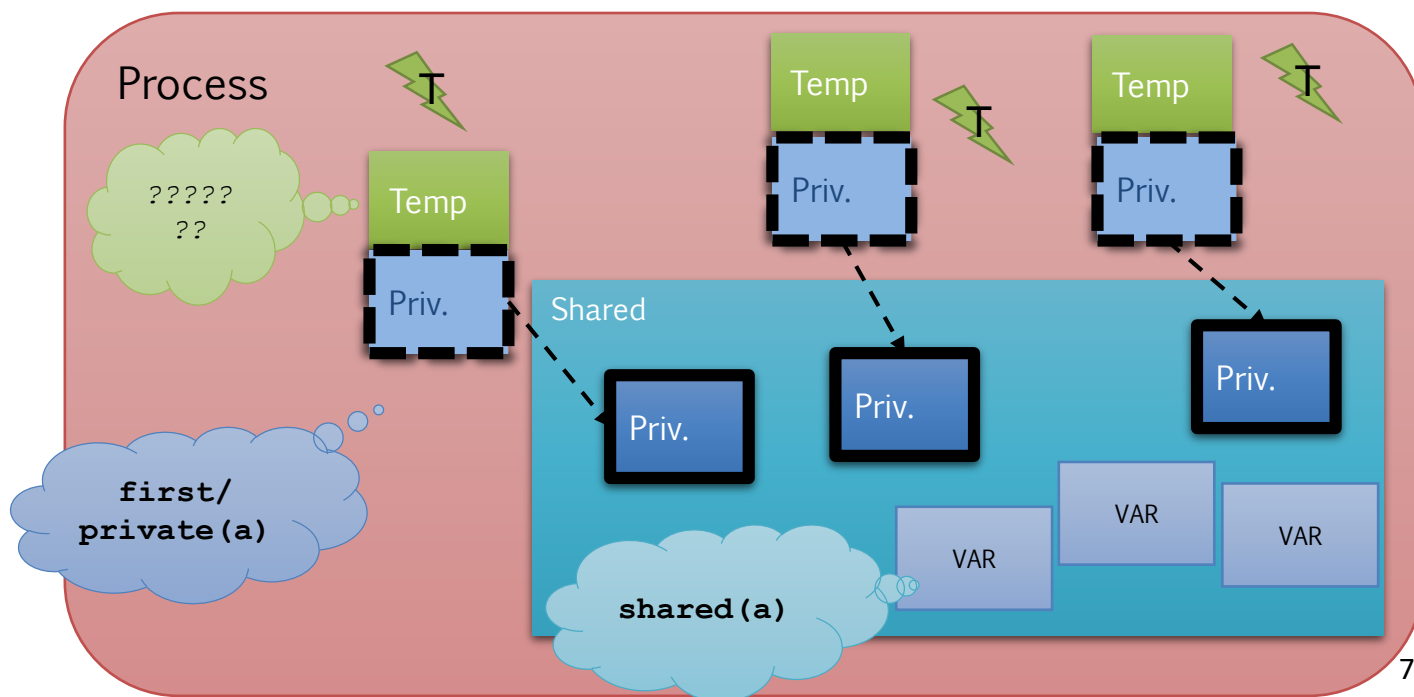 Process
T
Temp
Priv.
T
Temp
Priv.
T
?????
??
Temp
Priv.
Shared
Priv.
Priv.
Priv.
first/
private(a)
VAR
VAR
VAR
shared(a)
7